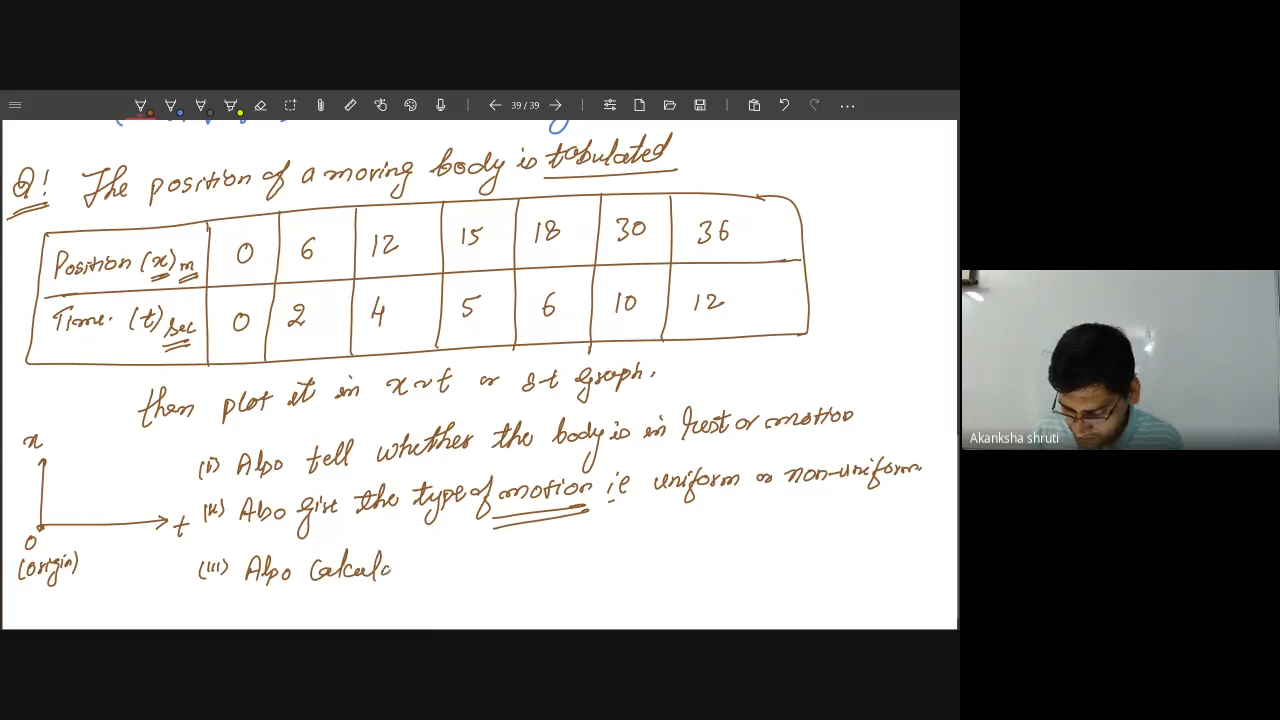 39 / 39
Q! The position of a moving body is tabulated
Position (x) m 0 6 12 15 18 30 36
Time. (t) sec 0 2 4 5 6 10 12
then plot it in x~t or s-t graph.
x
(i) Also tell whether the body is in rest or motion
(ii) Also give the type of motion i.e uniform or non-uniform.
t
O
(origin)
(iii) Also Calcula
Akanksha shruti